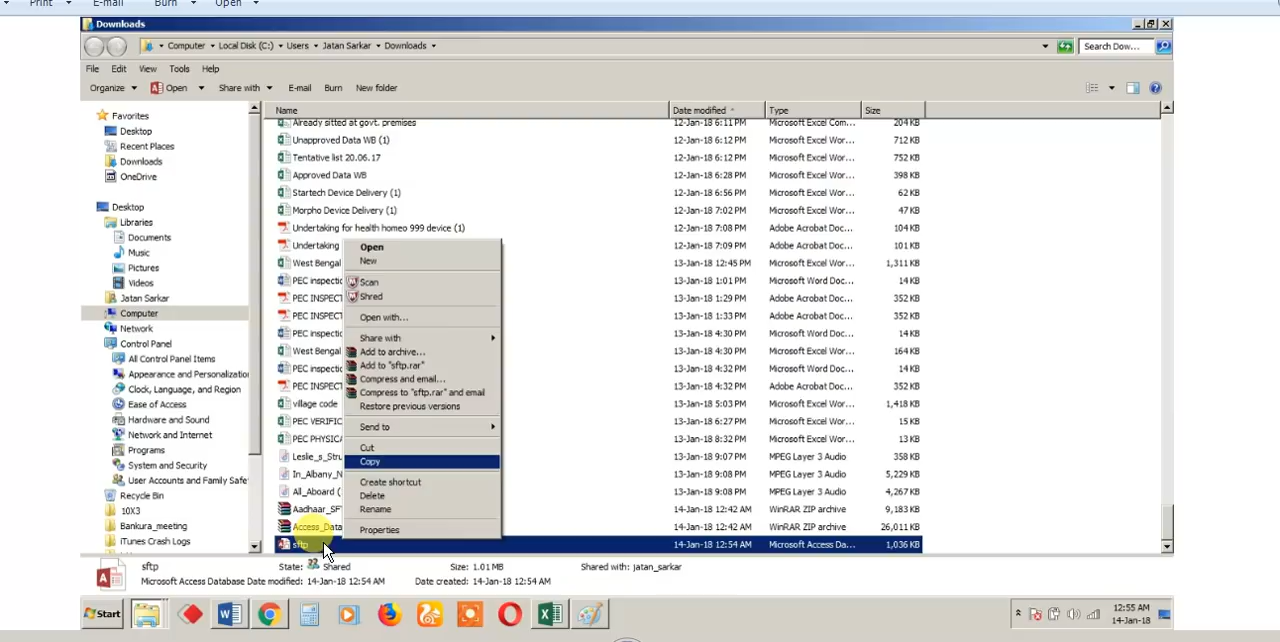 Print E-mail Burn Open
Downloads
Computer Local Disk (C:) Users Jatan Sarkar Downloads Search Dow...
File Edit View Tools Help
Organize Open Share with E-mail Burn New folder
Favorites
Desktop
Recent Places
Downloads
OneDrive
Desktop
Libraries
Documents
Music
Pictures
Videos
Jatan Sarkar
Computer
Network
Control Panel
All Control Panel Items
Appearance and Personalizatio
Clock, Language, and Region
Ease of Access
Hardware and Sound
Network and Internet
Programs
System and Security
User Accounts and Family Safe
Recycle Bin
10X3
Bankura_meeting
iTunes Crash Logs
Name Date modified Type Size
Already sitted at govt. premises 12-Jan-18 6:11 PM Microsoft Excel Com... 204 KB
Unapproved Data WB (1) 12-Jan-18 6:12 PM Microsoft Excel Wor... 712 KB
Tentative list 20.06.17 12-Jan-18 6:12 PM Microsoft Excel Wor... 752 KB
Approved Data WB 12-Jan-18 6:28 PM Microsoft Excel Wor... 398 KB
Startech Device Delivery (1) 12-Jan-18 6:56 PM Microsoft Excel Wor... 62 KB
Morpho Device Delivery (1) 12-Jan-18 7:02 PM Microsoft Excel Wor... 47 KB
Undertaking for health homeo 999 device (1) 12-Jan-18 7:08 PM Adobe Acrobat Doc... 104 KB
Undertaking 12-Jan-18 7:09 PM Adobe Acrobat Doc... 101 KB
West Bengal 13-Jan-18 12:45 PM Microsoft Excel Wor... 1,311 KB
PEC inspectio 13-Jan-18 1:01 PM Microsoft Word Doc... 14 KB
PEC INSPECT 13-Jan-18 1:29 PM Adobe Acrobat Doc... 352 KB
PEC INSPECT 13-Jan-18 1:33 PM Adobe Acrobat Doc... 352 KB
PEC inspectio 13-Jan-18 4:30 PM Microsoft Word Doc... 14 KB
West Bengal 13-Jan-18 4:32 PM Microsoft Excel Wor... 164 KB
PEC inspectio 13-Jan-18 4:32 PM Microsoft Word Doc... 14 KB
PEC INSPECT 13-Jan-18 4:32 PM Adobe Acrobat Doc... 352 KB
village code 13-Jan-18 5:03 PM Microsoft Excel Wor... 1,418 KB
PEC VERIFIC 13-Jan-18 6:27 PM Microsoft Excel Wor... 15 KB
PEC PHYSICA 13-Jan-18 8:32 PM Microsoft Word Doc... 13 KB
Leslie_s_Stru 13-Jan-18 9:07 PM MPEG Layer 3 Audio 358 KB
In_Albany_N 13-Jan-18 9:08 PM MPEG Layer 3 Audio 5,229 KB
All_Aboard ( 13-Jan-18 9:08 PM MPEG Layer 3 Audio 4,267 KB
Aadhaar_SFT 14-Jan-18 12:42 AM WinRAR ZIP archive 9,183 KB
Access_Data 14-Jan-18 12:42 AM WinRAR ZIP archive 26,011 KB
sftp 14-Jan-18 12:54 AM Microsoft Access Da... 1,036 KB
Open
New
Scan
Shred
Open with...
Share with
Add to archive...
Add to "sftp.rar"
Compress and email...
Compress to "sftp.rar" and email
Restore previous versions
Send to
Cut
Copy
Create shortcut
Delete
Rename
Properties
sftp State: Shared Size: 1.01 MB Shared with: jatan_sarkar
Microsoft Access Database Date modified: 14-Jan-18 12:54 AM Date created: 14-Jan-18 12:54 AM
Start 12:55 AM
14-Jan-18